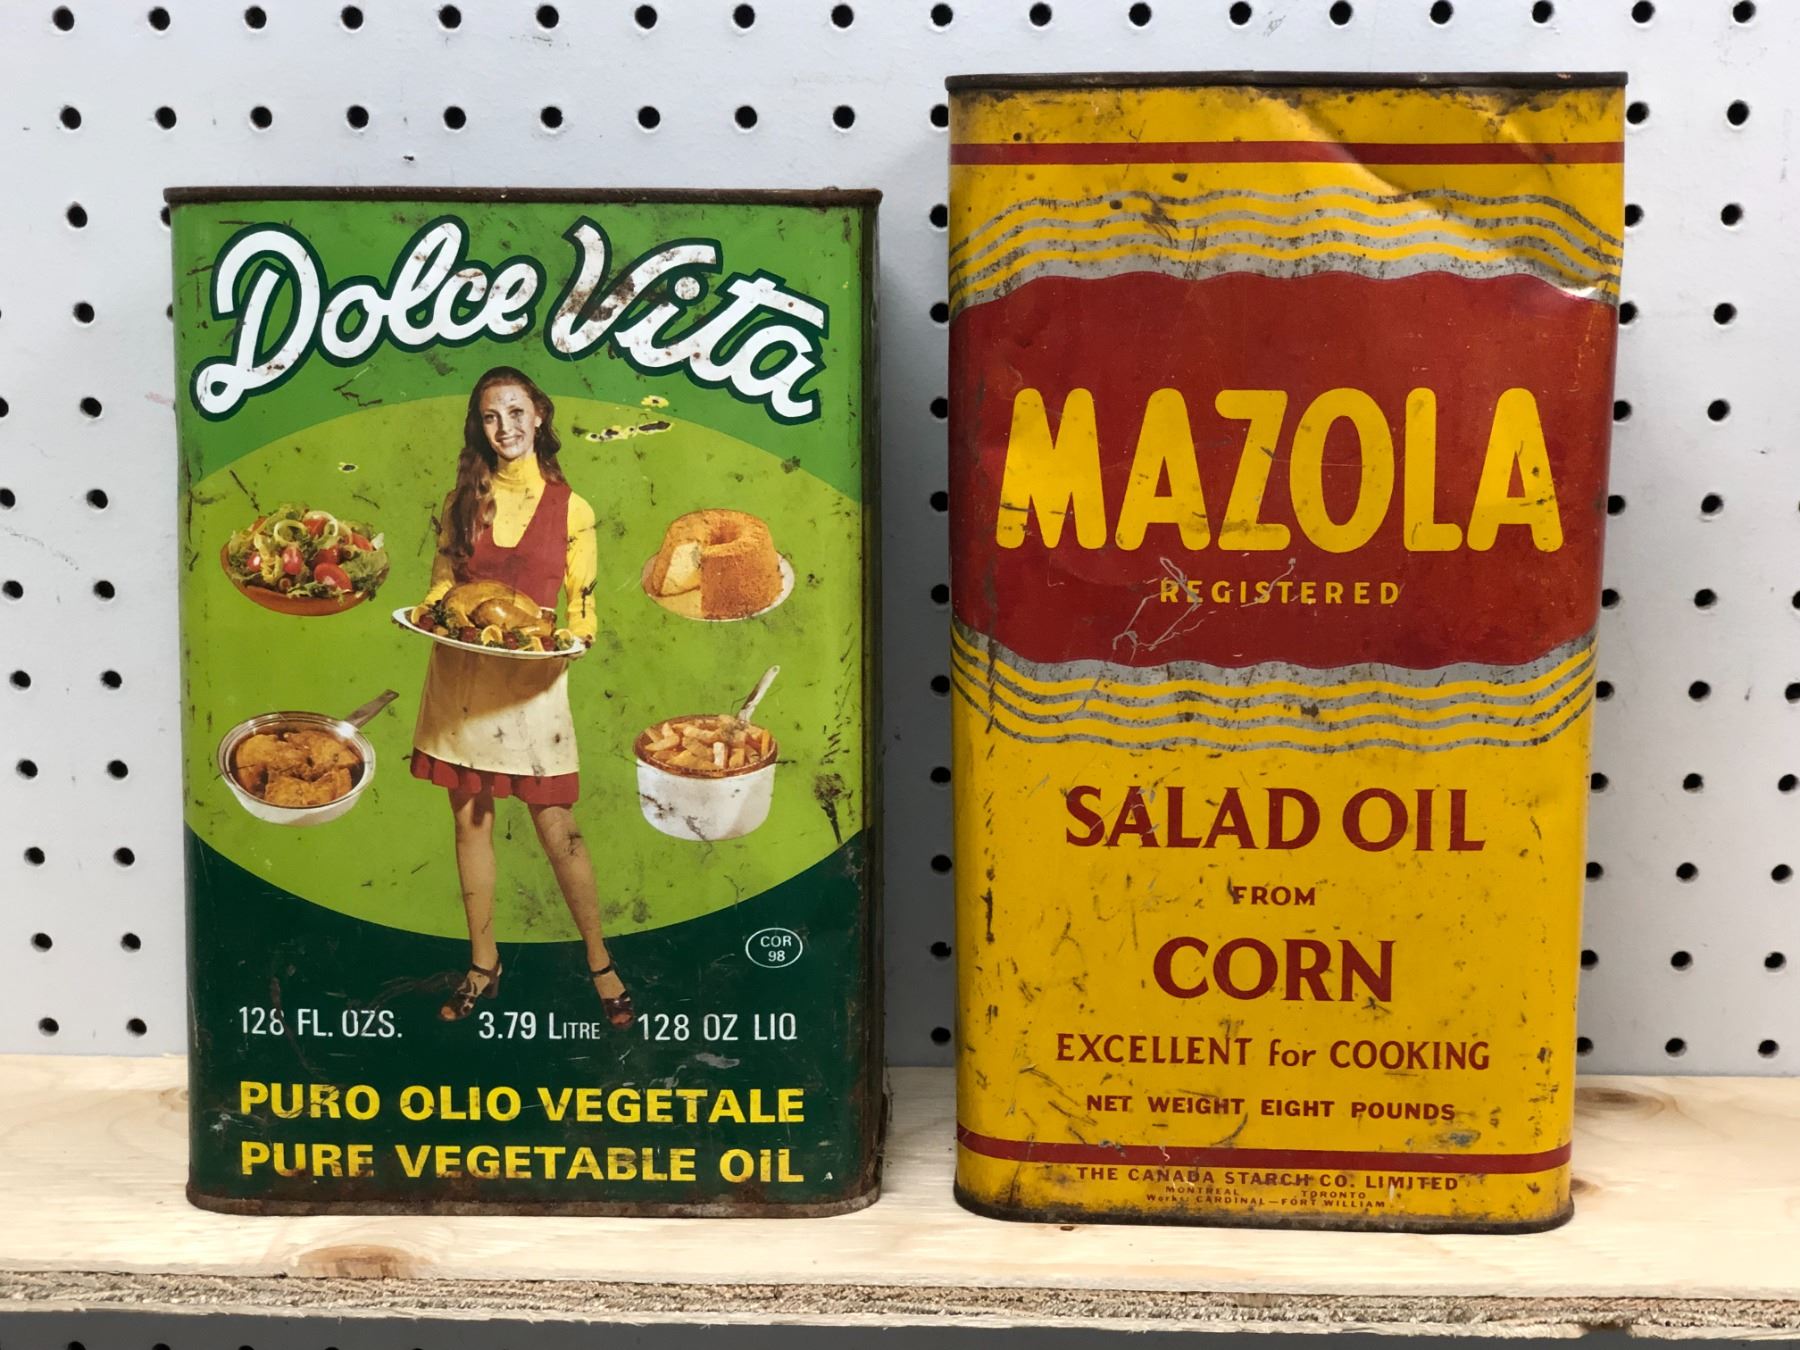 Dolce Vita
COR
98
128 FL. OZS. 3.79 LITRE 128 OZ LIQ
PURO OLIO VEGETALE
PURE VEGETABLE OIL
MAZOLA
REGISTERED
SALAD OIL
FROM
CORN
EXCELLENT for COOKING
NET WEIGHT EIGHT POUNDS
THE CANADA STARCH CO. LIMITED
MONTREAL TORONTO
Works: CARDINAL—FORT WILLIAM